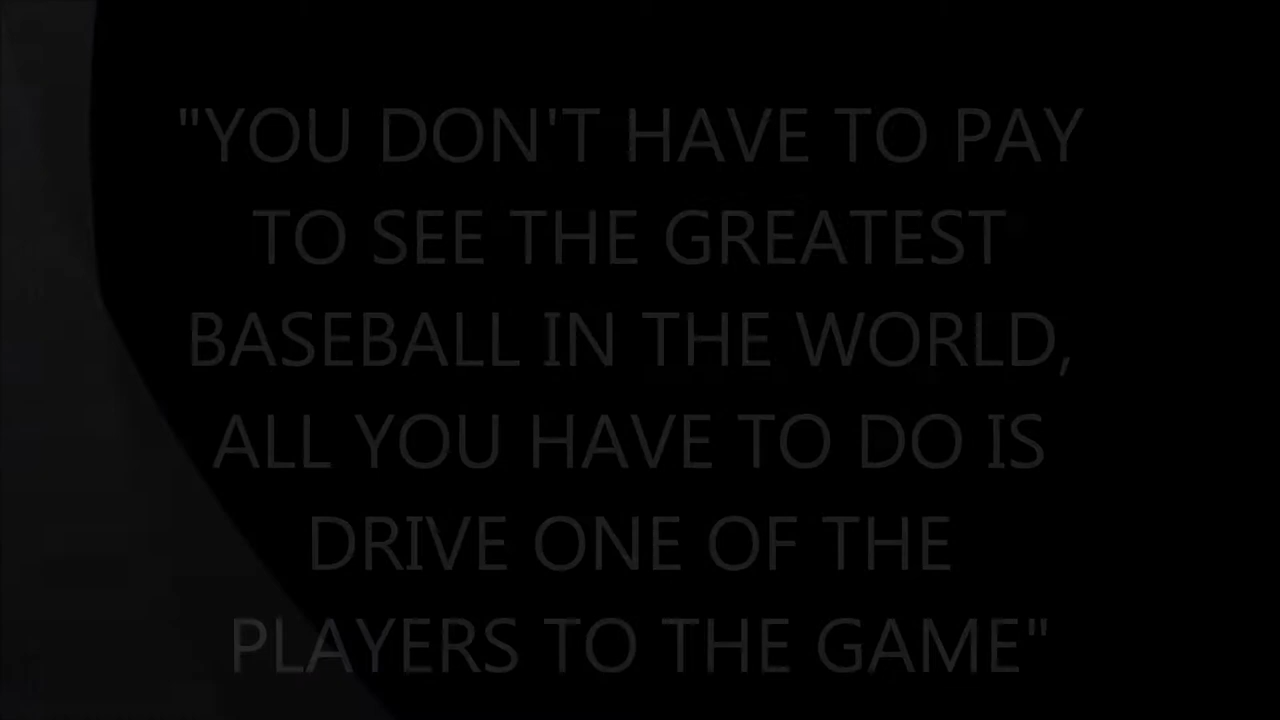 "YOU DON'T HAVE TO PAY
TO SEE THE GREATEST
BASEBALL IN THE WORLD,
ALL YOU HAVE TO DO IS
DRIVE ONE OF THE
PLAYERS TO THE GAME"